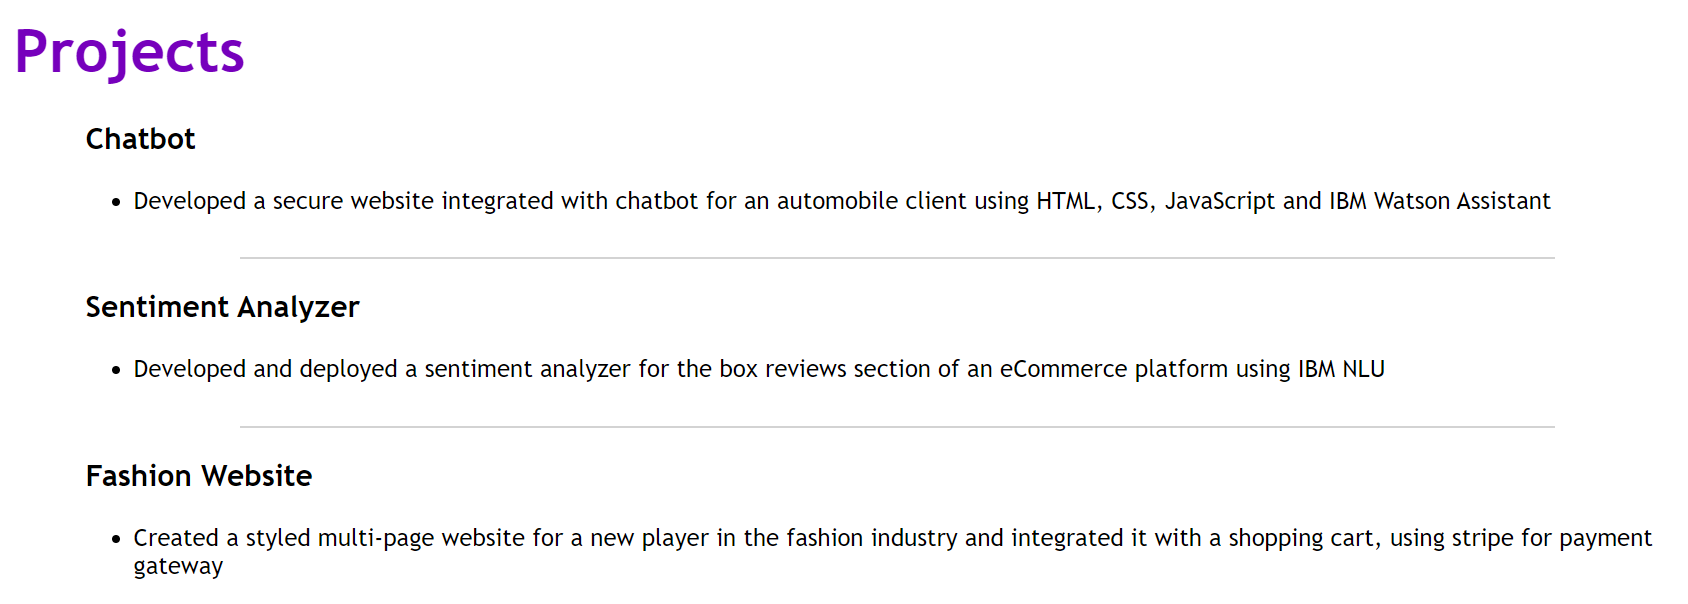 Projects
Chatbot
• Developed a secure website integrated with chatbot for an automobile client using HTML, CSS, JavaScript and IBM Watson Assistant
Sentiment Analyzer
• Developed and deployed a sentiment analyzer for the box reviews section of an eCommerce platform using IBM NLU
Fashion Website
• Created a styled multi-page website for a new player in the fashion industry and integrated it with a shopping cart, using stripe for payment
gateway